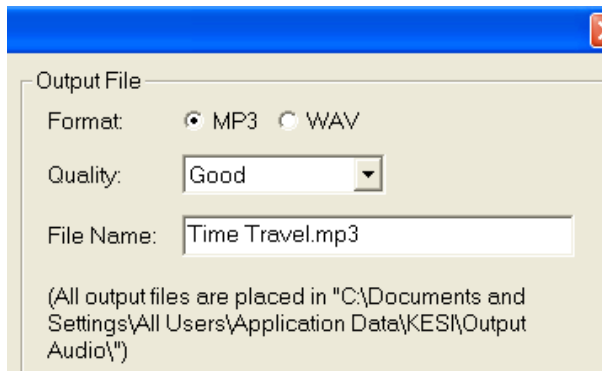 Output File
Format: MP3 WAV
Quality: Good
File Name: Time Travel.mp3
(All output files are placed in "C:\Documents and
Settings\All Users\Application Data\KESI\Output
Audio\")